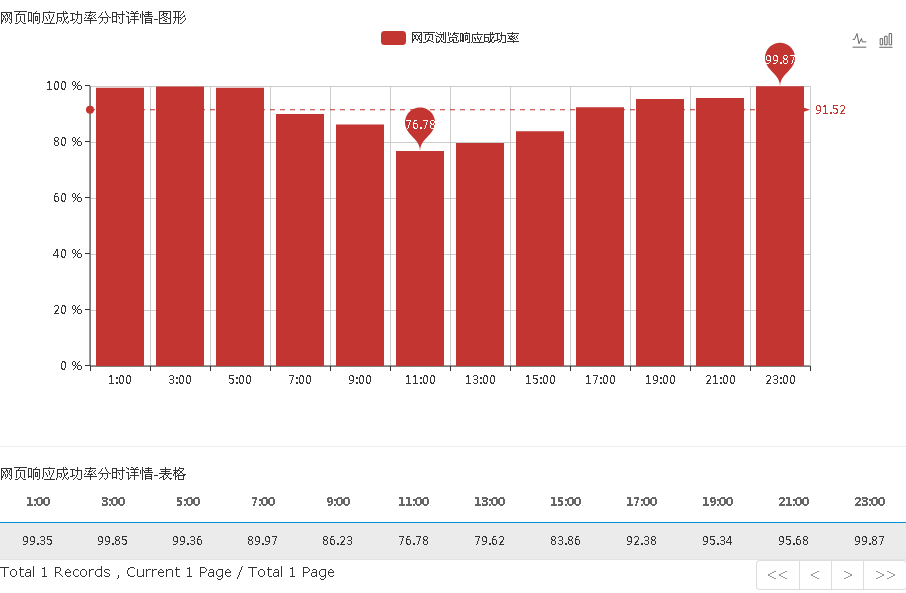 网页响应成功率分时详情-图形
网页浏览响应成功率
99.87
100 %
91.52
76.78
80 %
60 %
40 %
20 %
0 %
1:00 3:00 5:00 7:00 9:00 11:00 13:00 15:00 17:00 19:00 21:00 23:00
网页响应成功率分时详情-表格
1:00 3:00 5:00 7:00 9:00 11:00 13:00 15:00 17:00 19:00 21:00 23:00
99.35 99.85 99.36 89.97 86.23 76.78 79.62 83.86 92.38 95.34 95.68 99.87
Total 1 Records , Current 1 Page / Total 1 Page << < > >>